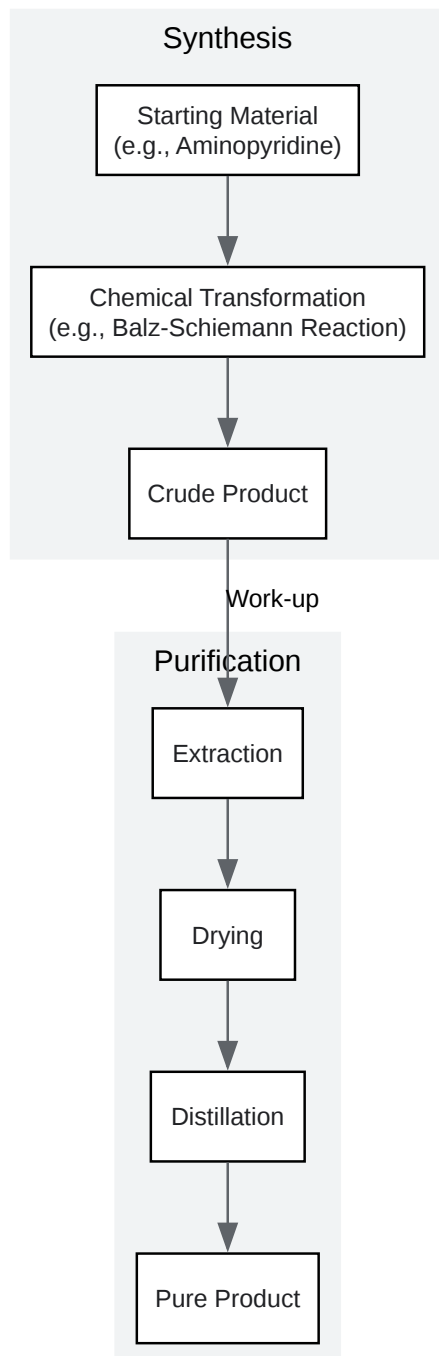 Synthesis
Starting Material
(e.g., Aminopyridine)
Chemical Transformation
(e.g., Balz-Schiemann Reaction)
Crude Product
Work-up
Purification
Extraction
Drying
Distillation
Pure Product